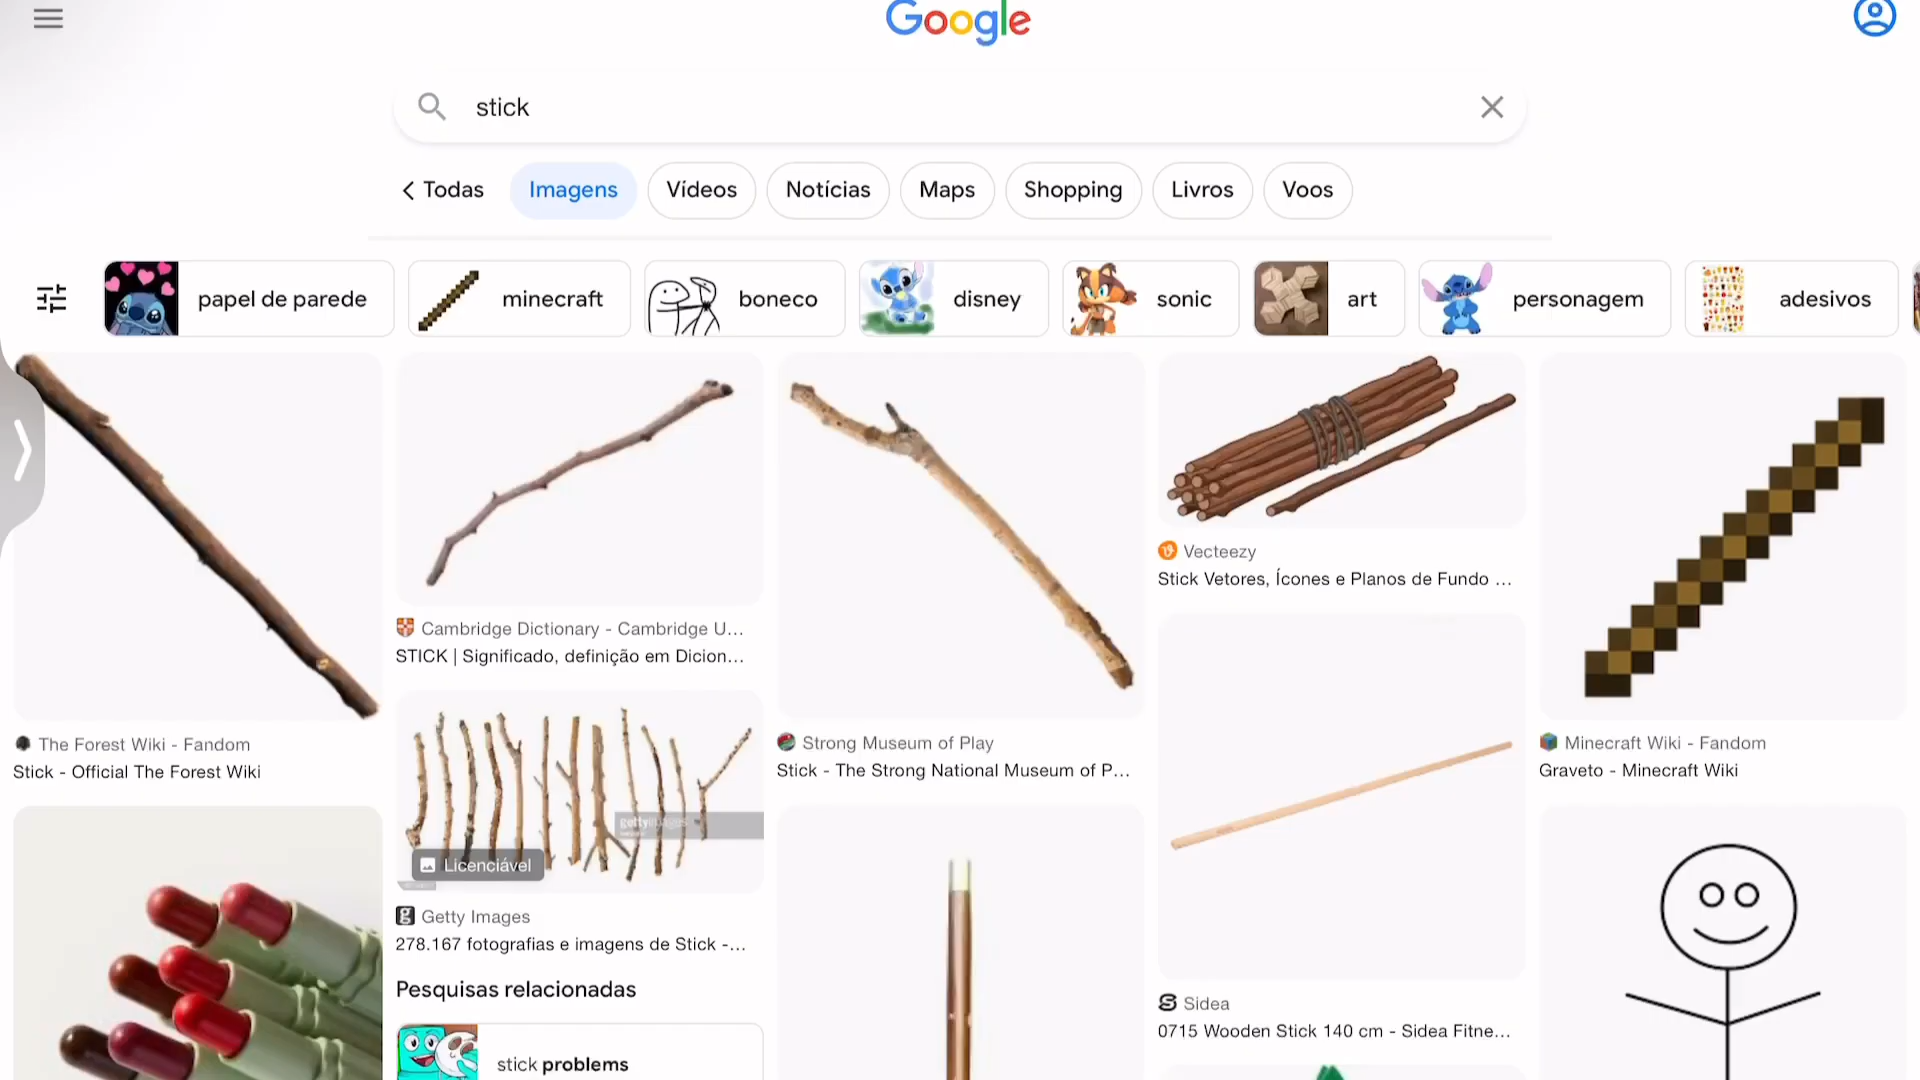 Google
stick
Todas
Imagens
Vídeos
Notícias
Maps
Shopping
Livros
Voos
papel de parede
minecraft
boneco
disney
sonic
art
personagem
adesivos
The Forest Wiki - Fandom
Stick - Official The Forest Wiki
Cambridge Dictionary - Cambridge U...
STICK | Significado, definição em Dicion...
gettyimages
Licenciável
Getty Images
278.167 fotografias e imagens de Stick -...
Pesquisas relacionadas
stick problems
Strong Museum of Play
Stick - The Strong National Museum of P...
Vecteezy
Stick Vetores, Ícones e Planos de Fundo ...
Sidea
0715 Wooden Stick 140 cm - Sidea Fitne...
Minecraft Wiki - Fandom
Graveto - Minecraft Wiki